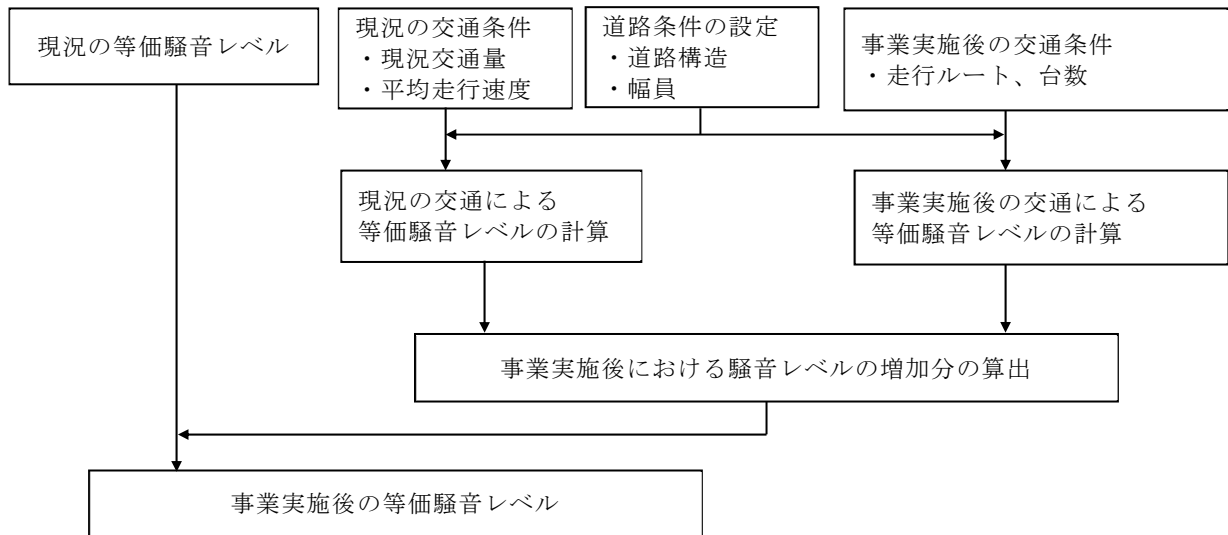 現況の等価騒音レベル
現況の交通条件
・現況交通量
・平均走行速度
道路条件の設定
・道路構造
・幅員
事業実施後の交通条件
・走行ルート、台数
現況の交通による
等価騒音レベルの計算
事業実施後の交通による
等価騒音レベルの計算
事業実施後における騒音レベルの増加分の算出
事業実施後の等価騒音レベル